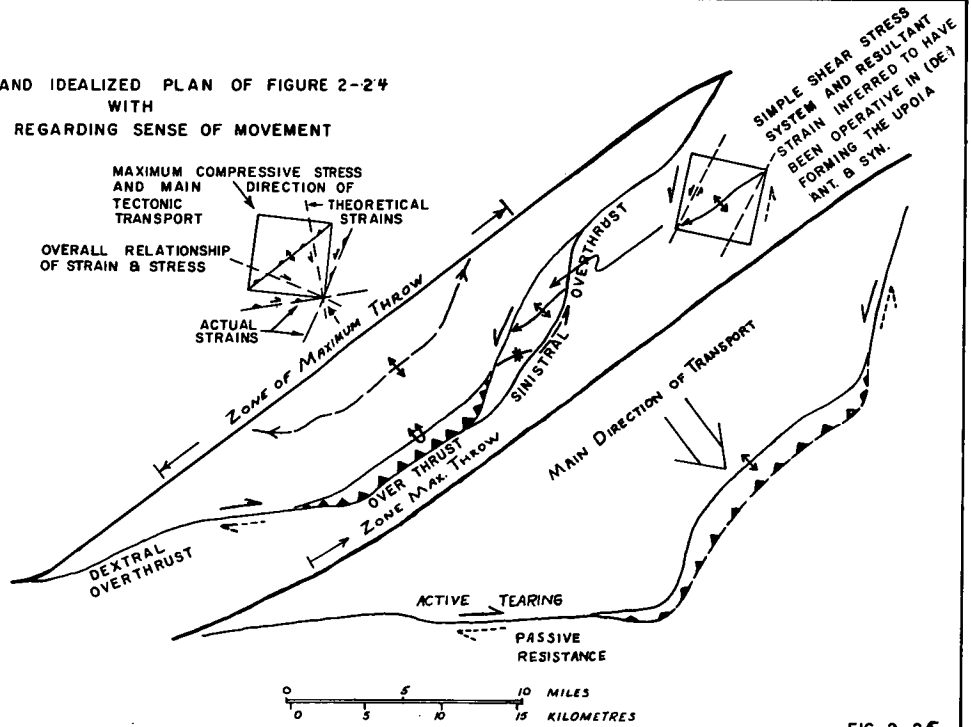 AND IDEALIZED PLAN OF FIGURE 2-24
WITH
REGARDING SENSE OF MOVEMENT
MAXIMUM COMPRESSIVE STRESS
AND MAIN DIRECTION OF
TECTONIC
TRANSPORT
THEORETICAL
STRAINS
OVERALL RELATIONSHIP
OF STRAIN & STRESS
ACTUAL
STRAINS
SIMPLE SHEAR STRESS
SYSTEM AND RESULTANT
STRAIN INFERRED TO HAVE
BEEN OPERATIVE IN (DE)
FORMING THE UPOIA
ANT. & SYN.
ZONE OF MAXIMUM THROW
OVERTHRUST
SINISTRAL
OVER THRUST
ZONE MAX. THROW
MAIN DIRECTION OF TRANSPORT
DEXTRAL
OVERTHRUST
ACTIVE TEARING
PASSIVE
RESISTANCE
0 5 10 MILES
0 5 10 15 KILOMETRES